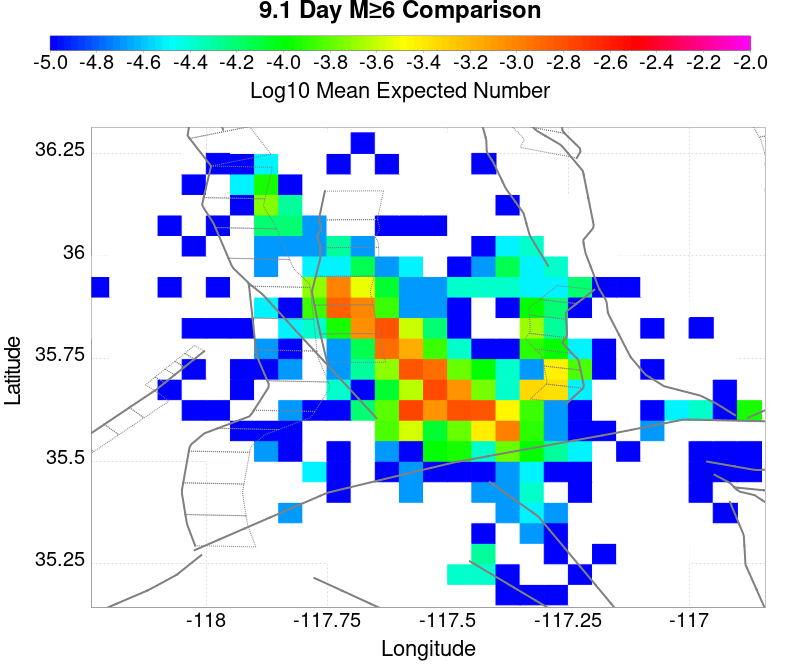 9.1 Day M≥6 Comparison
-5.0 -4.8 -4.6 -4.4 -4.2 -4.0 -3.8 -3.6 -3.4 -3.2 -3.0 -2.8 -2.6 -2.4 -2.2 -2.0
Log10 Mean Expected Number
36.25
36
35.75
35.5
35.25
Latitude
-118 -117.75 -117.5 -117.25 -117
Longitude